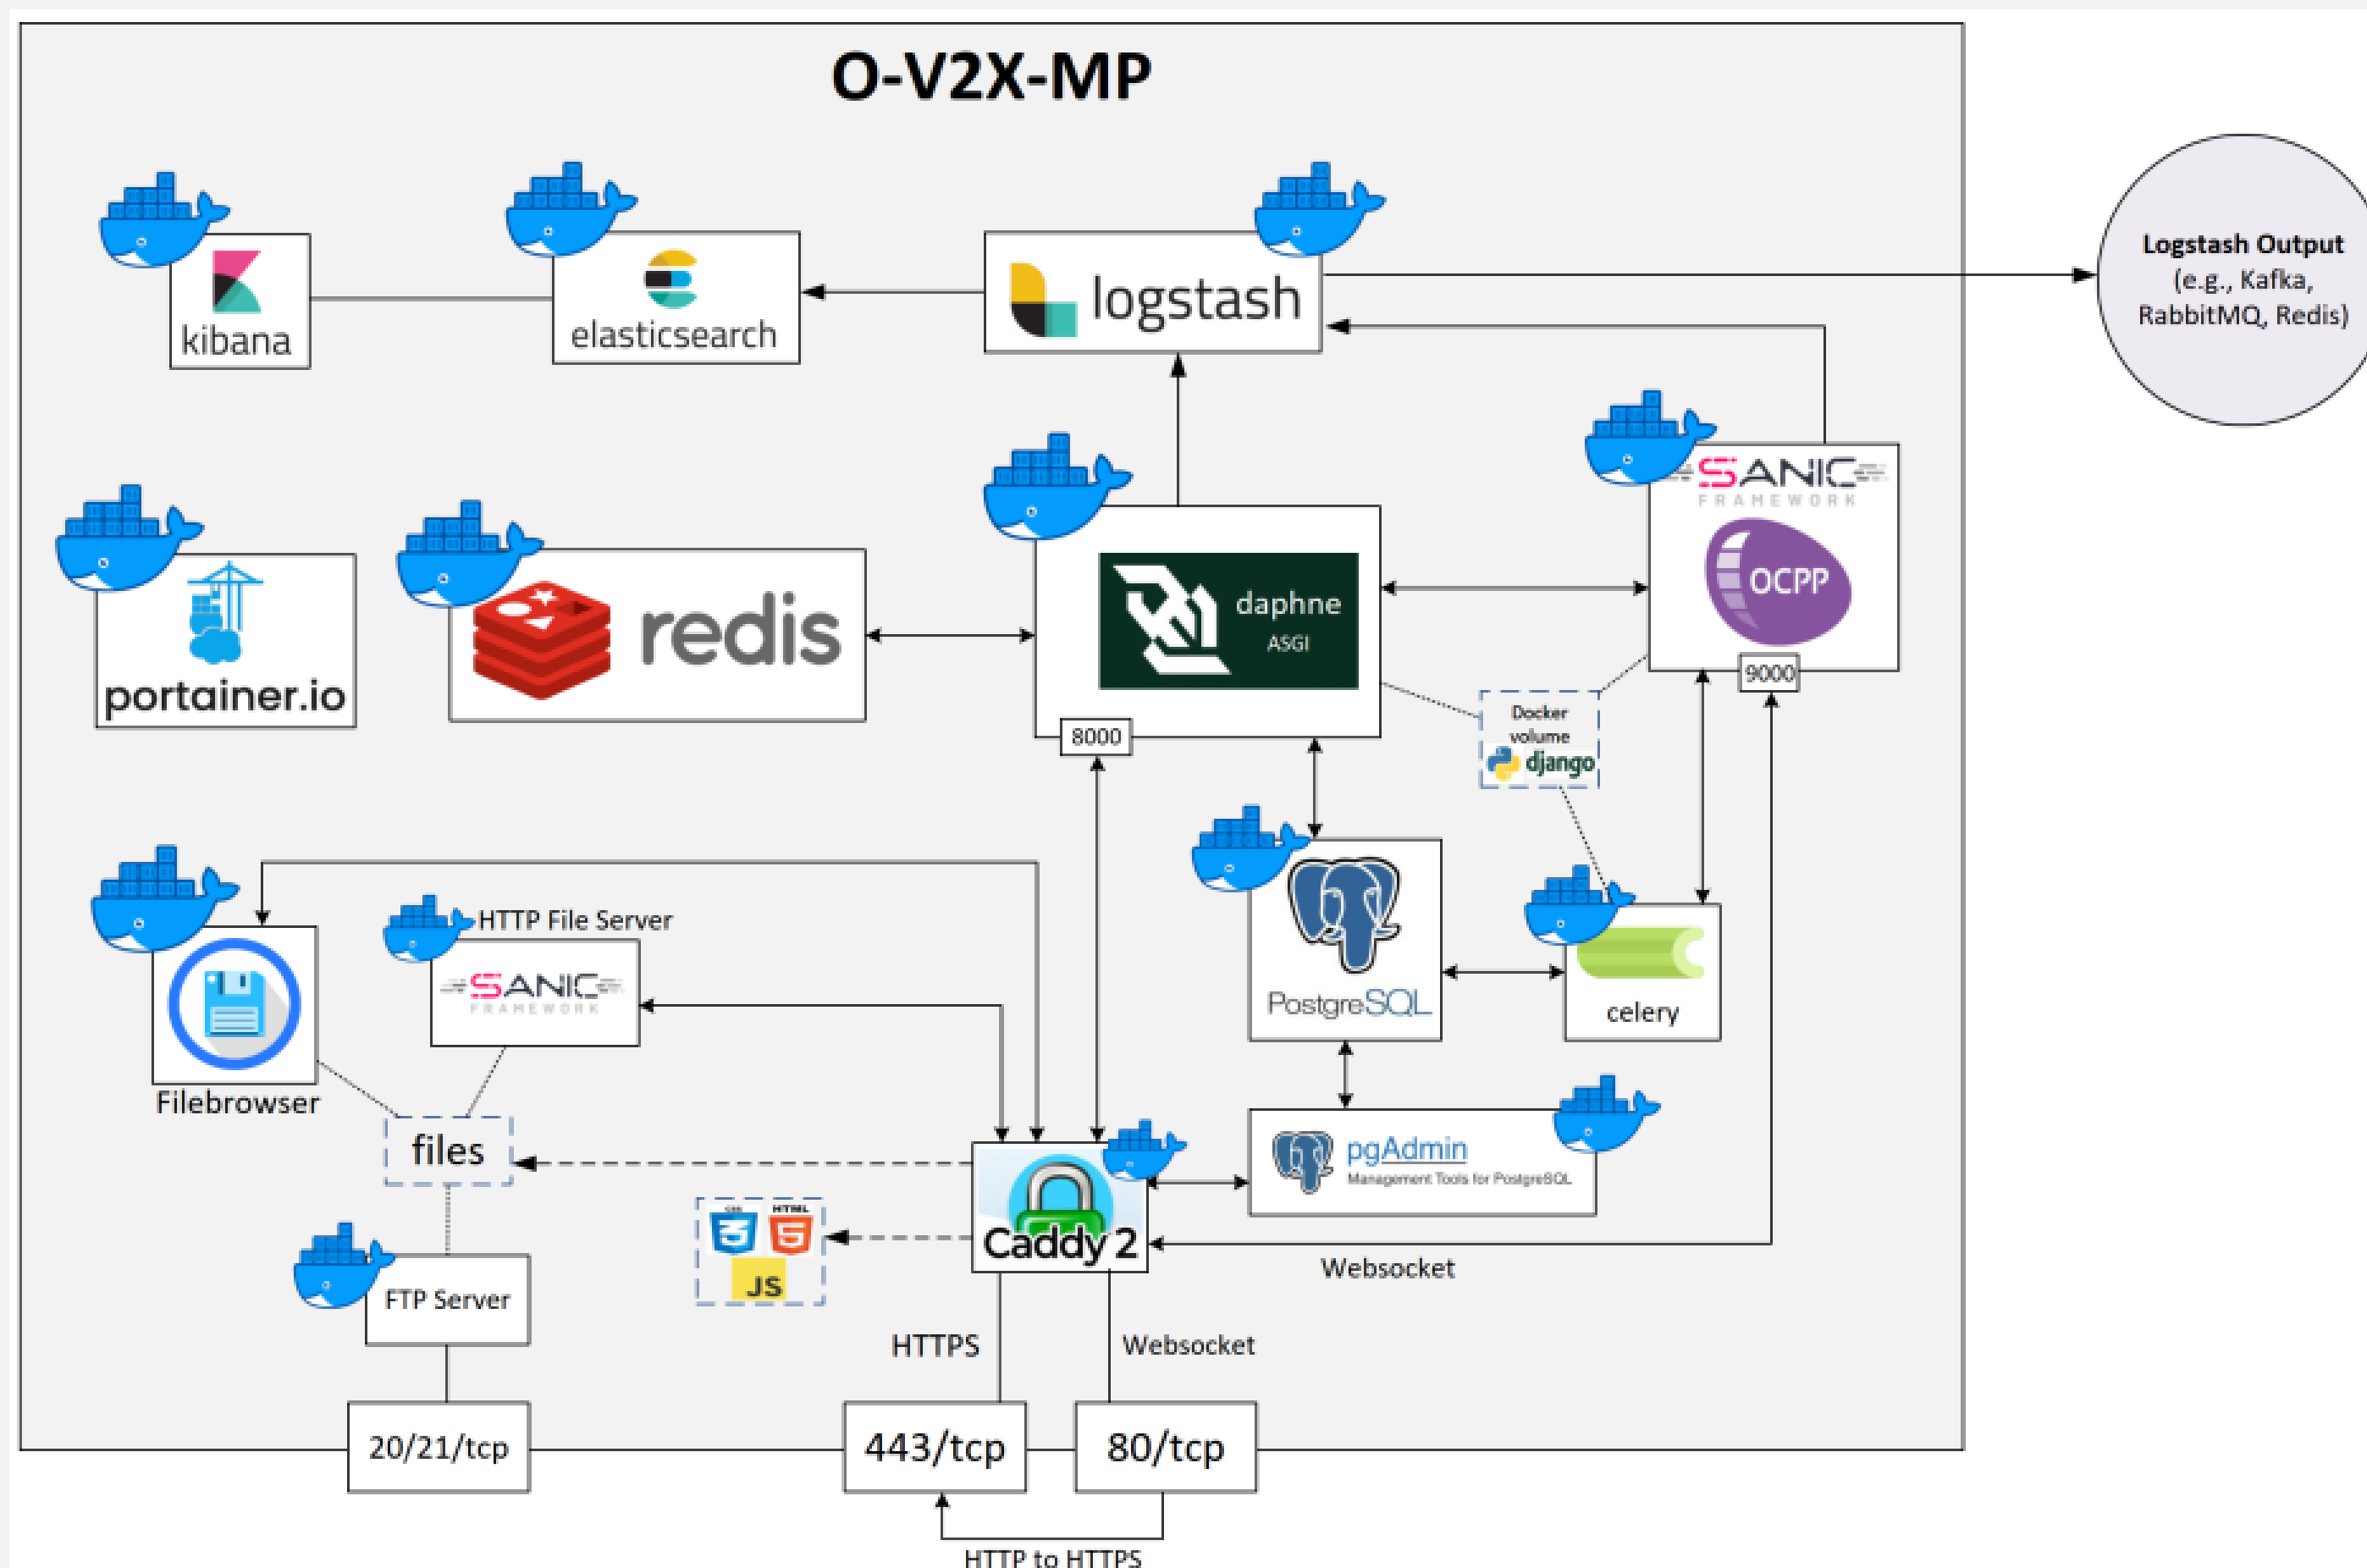 O-V2X-MP
kibana
elasticsearch
logstash
Logstash Output
(e.g., Kafka,
RabbitMQ, Redis)
portainer.io
redis
daphne
ASGI
8000
SANIC
FRAMEWORK
OCPP
9000
Docker
volume
django
Filebrowser
HTTP File Server
SANIC
FRAMEWORK
files
PostgreSQL
celery
pgAdmin
Management Tools for PostgreSQL
Caddy 2
CSS
3
HTML
5
JS
Websocket
FTP Server
HTTPS
Websocket
20/21/tcp
443/tcp
80/tcp
HTTP to HTTPS